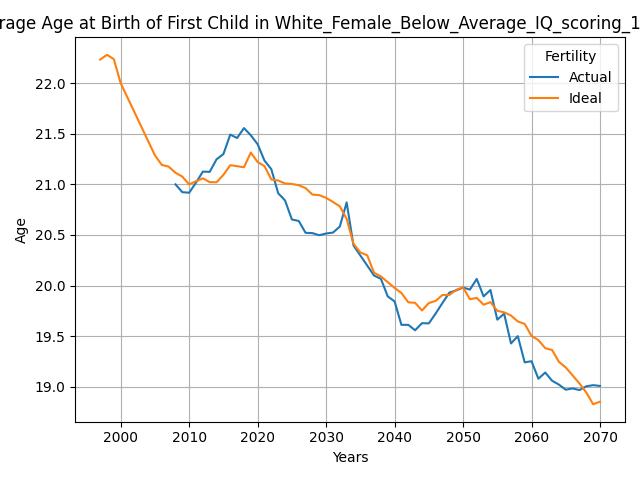 rage Age at Birth of First Child in White_Female_Below_Average_IQ_scoring_1
Fertility
Actual
Ideal
Age
22.0
21.5
21.0
20.5
20.0
19.5
19.0
2000 2010 2020 2030 2040 2050 2060 2070
Years